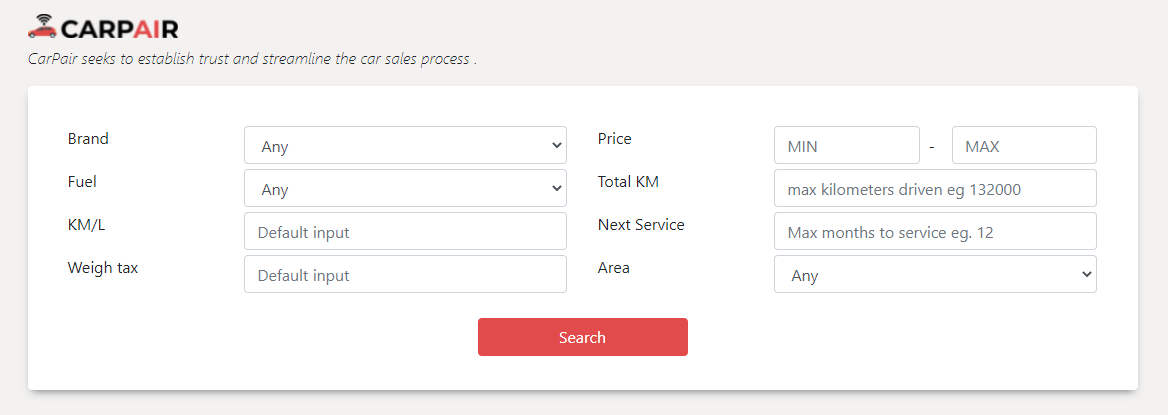 CARPAIR
CarPair seeks to establish trust and streamline the car sales process .
Brand Any Price MIN - MAX
Fuel Any Total KM max kilometers driven eg 132000
KM/L Default input Next Service Max months to service eg. 12
Weigh tax Default input Area Any
Search